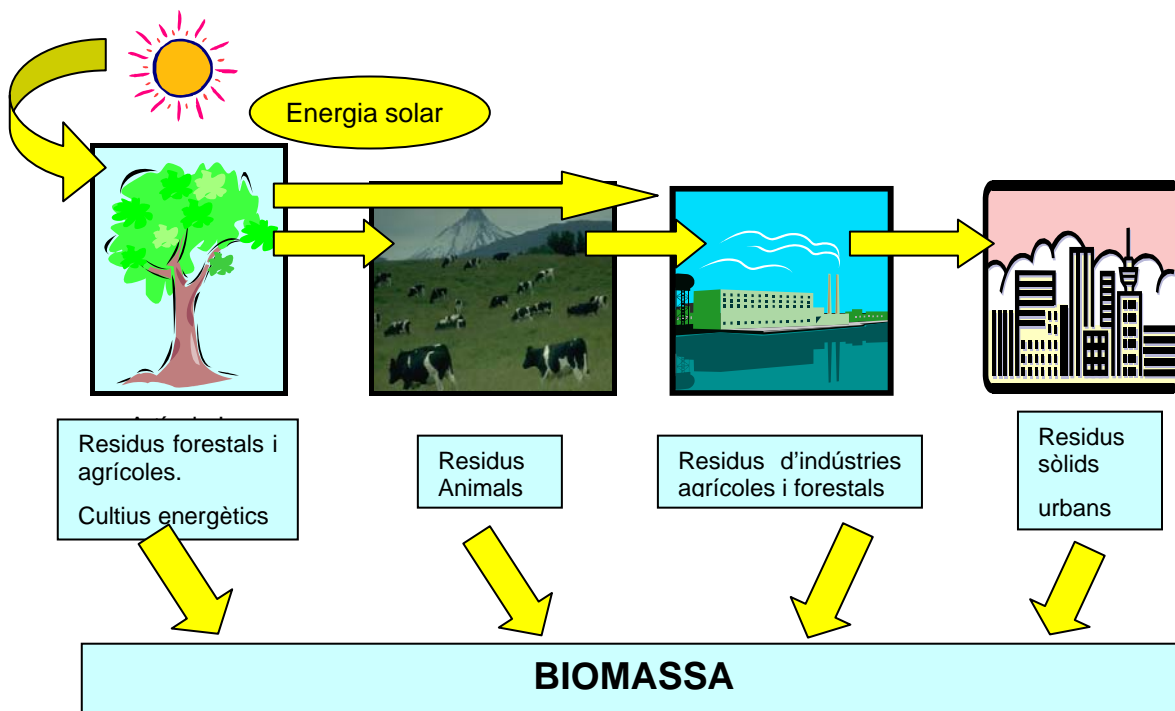 Energia solar
Residus forestals i
agrícoles.
Cultius energètics
Residus
Animals
Residus d'indústries
agrícoles i forestals
Residus
sòlids
urbans
BIOMASSA